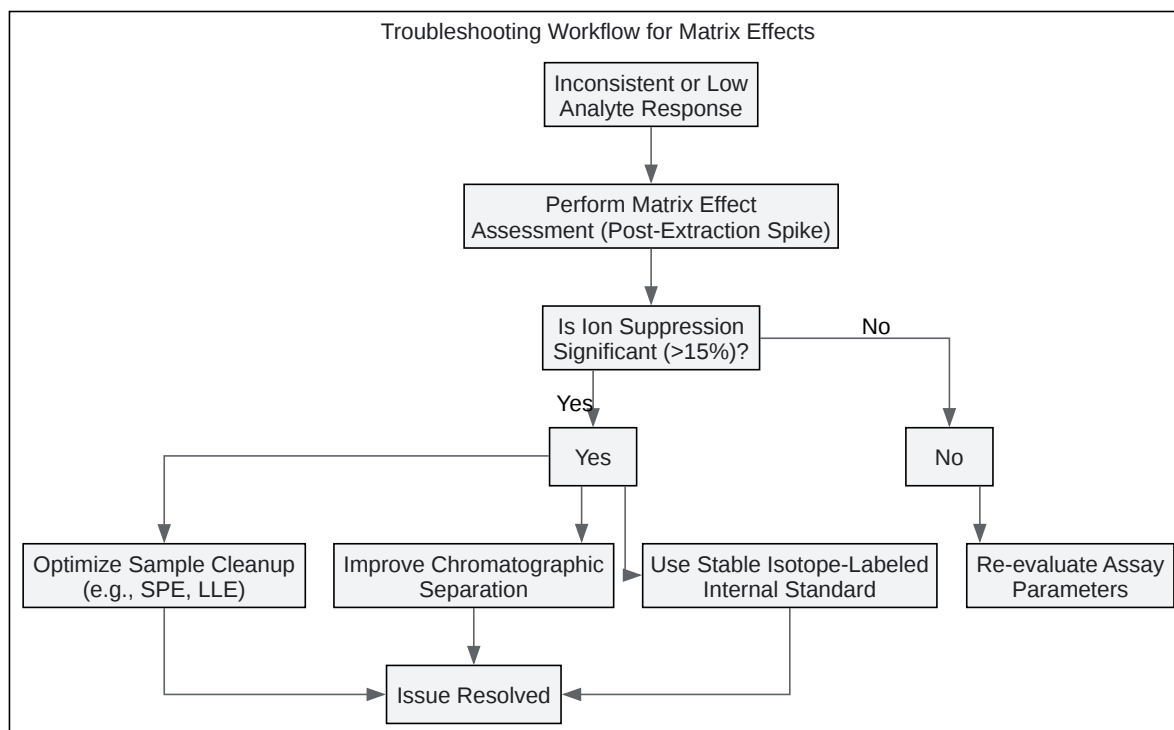 Troubleshooting Workflow for Matrix Effects
Inconsistent or Low
Analyte Response
Perform Matrix Effect
Assessment (Post-Extraction Spike)
Is Ion Suppression
Significant (>15%)?
No
Yes
Yes
No
Optimize Sample Cleanup
(e.g., SPE, LLE)
Improve Chromatographic
Separation
Use Stable Isotope-Labeled
Internal Standard
Re-evaluate Assay
Parameters
Issue Resolved